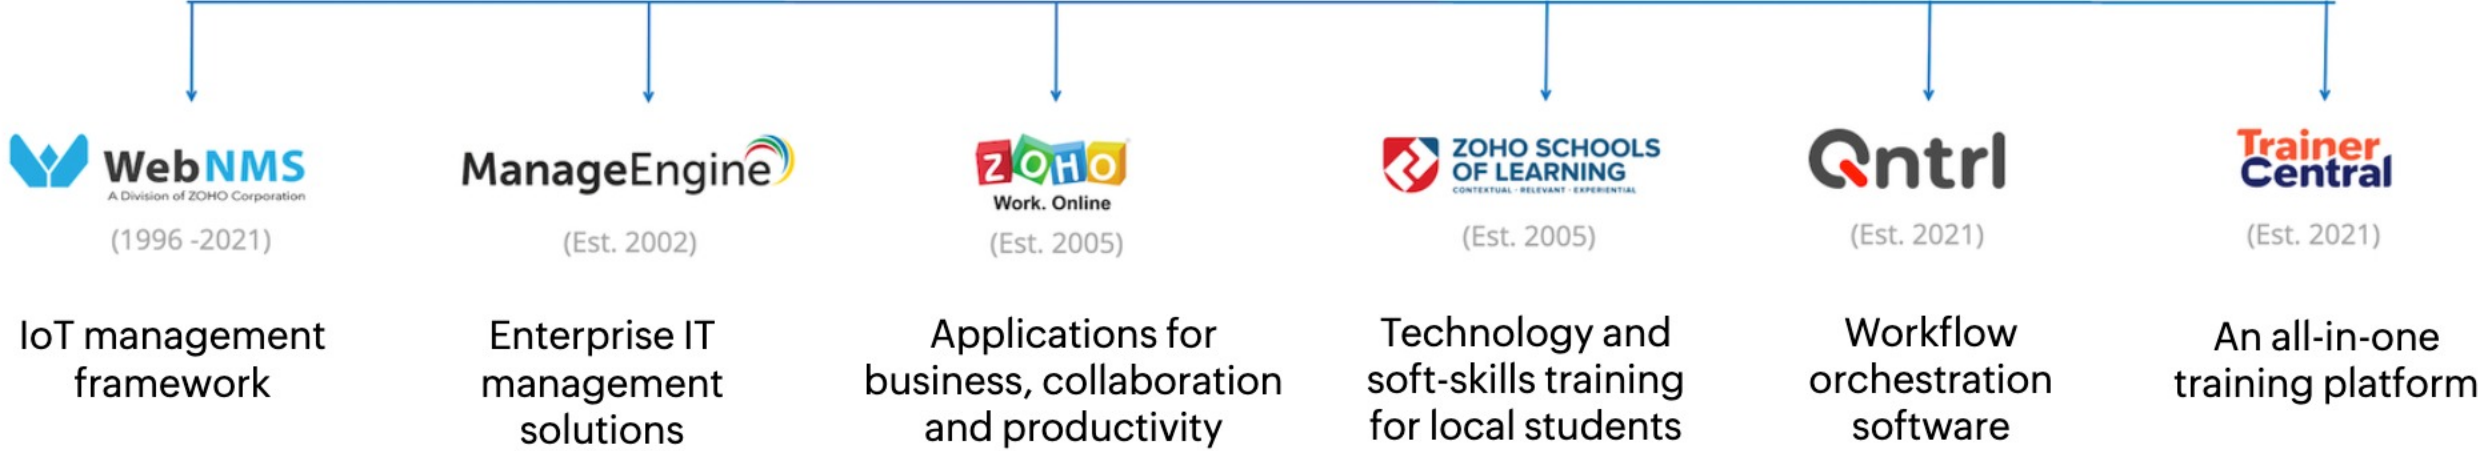 WebNMS
A Division of ZOHO Corporation
(1996 -2021)
IoT management
framework
ManageEngine
(Est. 2002)
Enterprise IT
management
solutions
ZOHO
Work. Online
(Est. 2005)
Applications for
business, collaboration
and productivity
ZOHO SCHOOLS
OF LEARNING
CONTEXTUAL · RELEVANT · EXPERIENTIAL
(Est. 2005)
Technology and
soft-skills training
for local students
Qntrl
(Est. 2021)
Workflow
orchestration
software
Trainer
Central
(Est. 2021)
An all-in-one
training platform